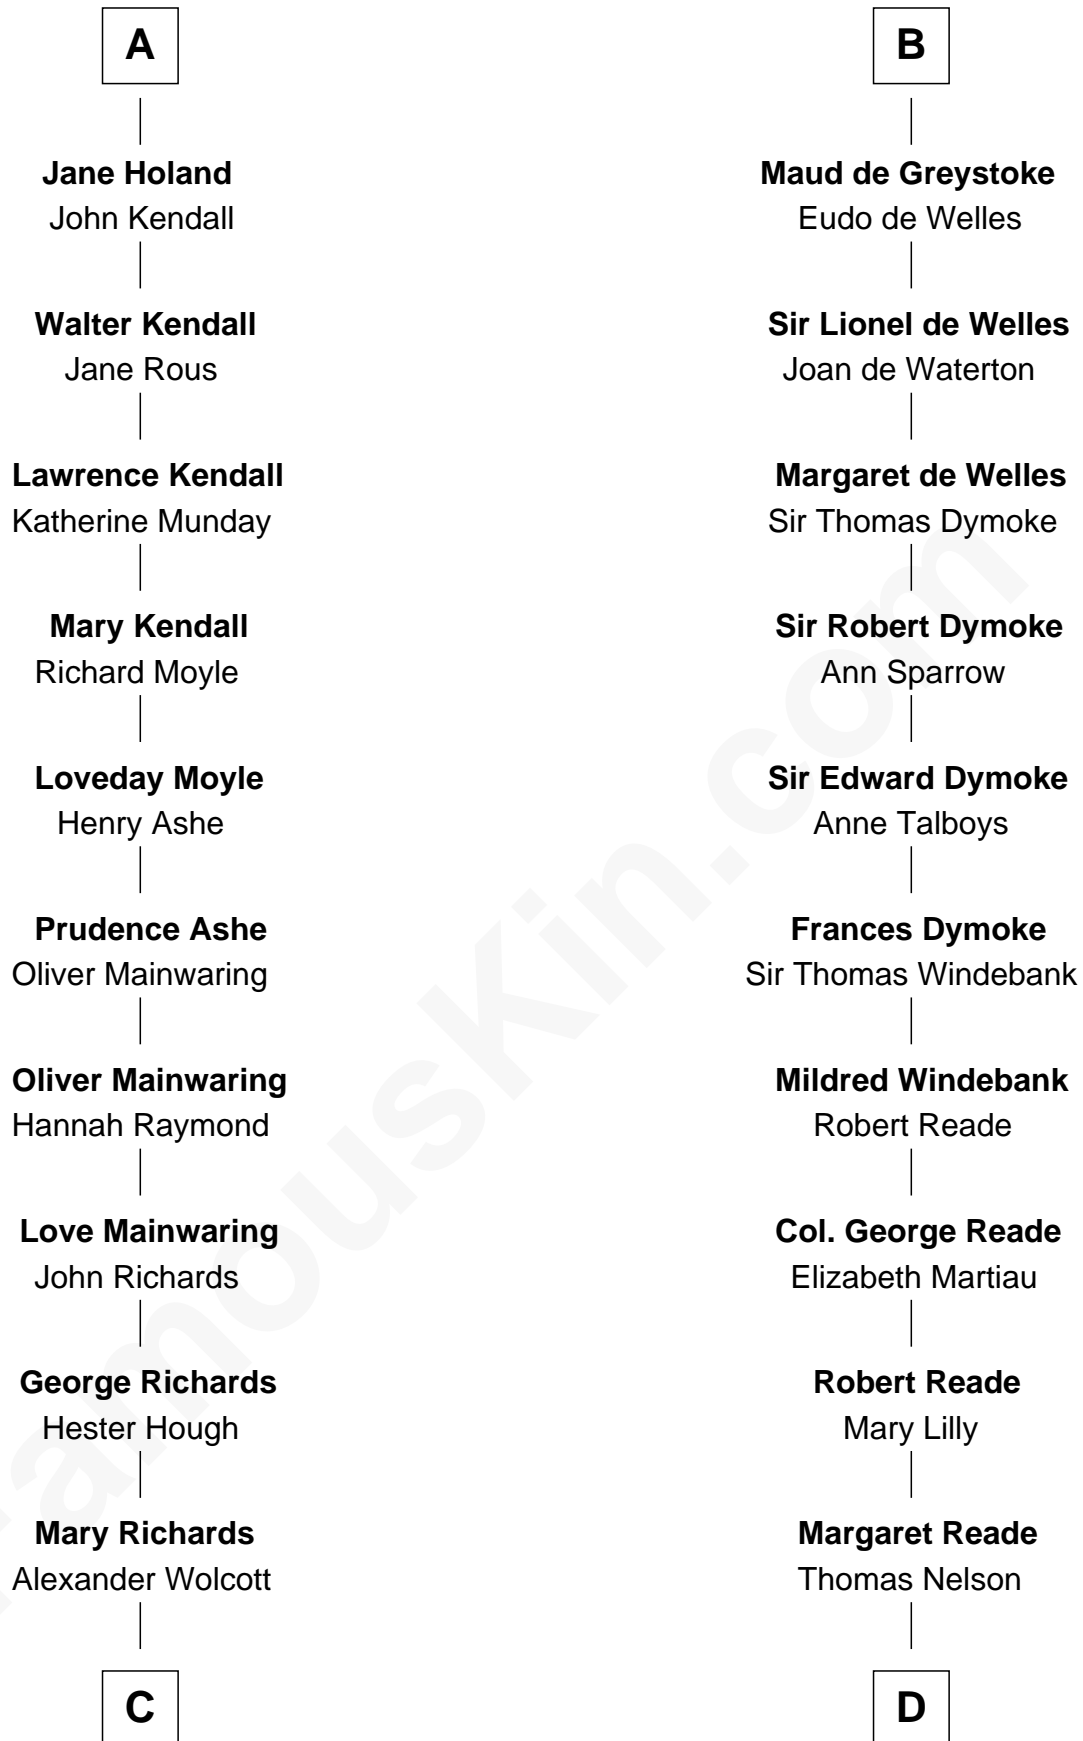 A
Jane Holand
John Kendall
Walter Kendall
Jane Rous
Lawrence Kendall
Katherine Munday
Mary Kendall
Richard Moyle
Loveday Moyle
Henry Ashe
Prudence Ashe
Oliver Mainwaring
Oliver Mainwaring
Hannah Raymond
Love Mainwaring
John Richards
George Richards
Hester Hough
Mary Richards
Alexander Wolcott
C
B
Maud de Greystoke
Eudo de Welles
Sir Lionel de Welles
Joan de Waterton
Margaret de Welles
Sir Thomas Dymoke
Sir Robert Dymoke
Ann Sparrow
Sir Edward Dymoke
Anne Talboys
Frances Dymoke
Sir Thomas Windebank
Mildred Windebank
Robert Reade
Col. George Reade
Elizabeth Martiau
Robert Reade
Mary Lilly
Margaret Reade
Thomas Nelson
D
FamousKin.com